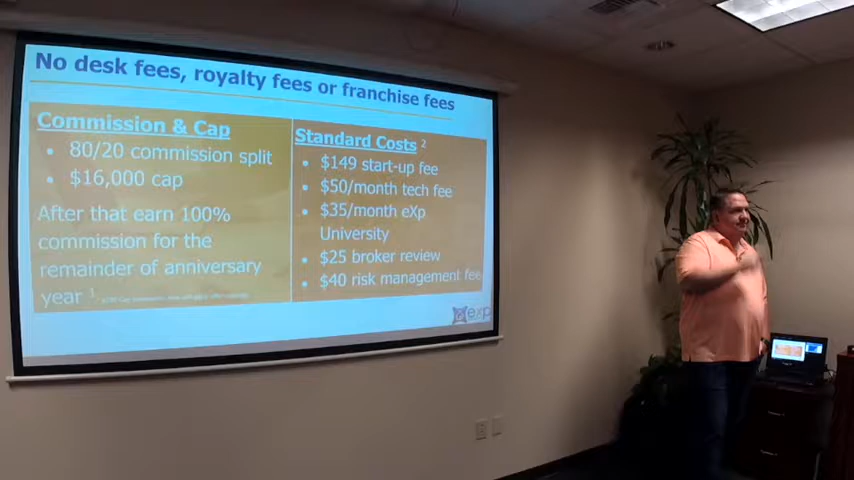 No desk fees, royalty fees or franchise fees
Commission & Cap
• 80/20 commission split
• $16,000 cap
After that earn 100%
commission for the
remainder of anniversary
year 1
Standard Costs 2
• $149 start-up fee
• $50/month tech fee
• $35/month eXp
University
• $25 broker review
• $40 risk management fee
exp